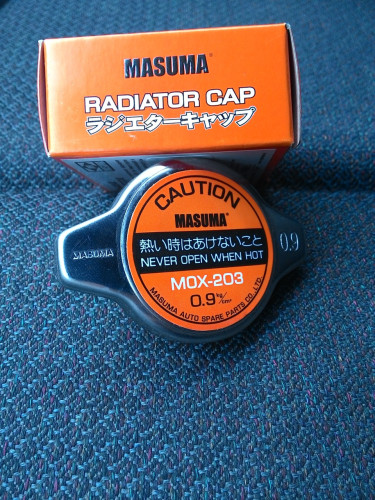 MASUMA®
RADIATOR CAP
ラジエターキャップ
CAUTION
MASUMA®
熱い時はあけないこと
NEVER OPEN WHEN HOT
MOX-203
0.9 kg/cm²
MASUMA AUTO SPARE PARTS CO., LTD.
MASUMA
0.9